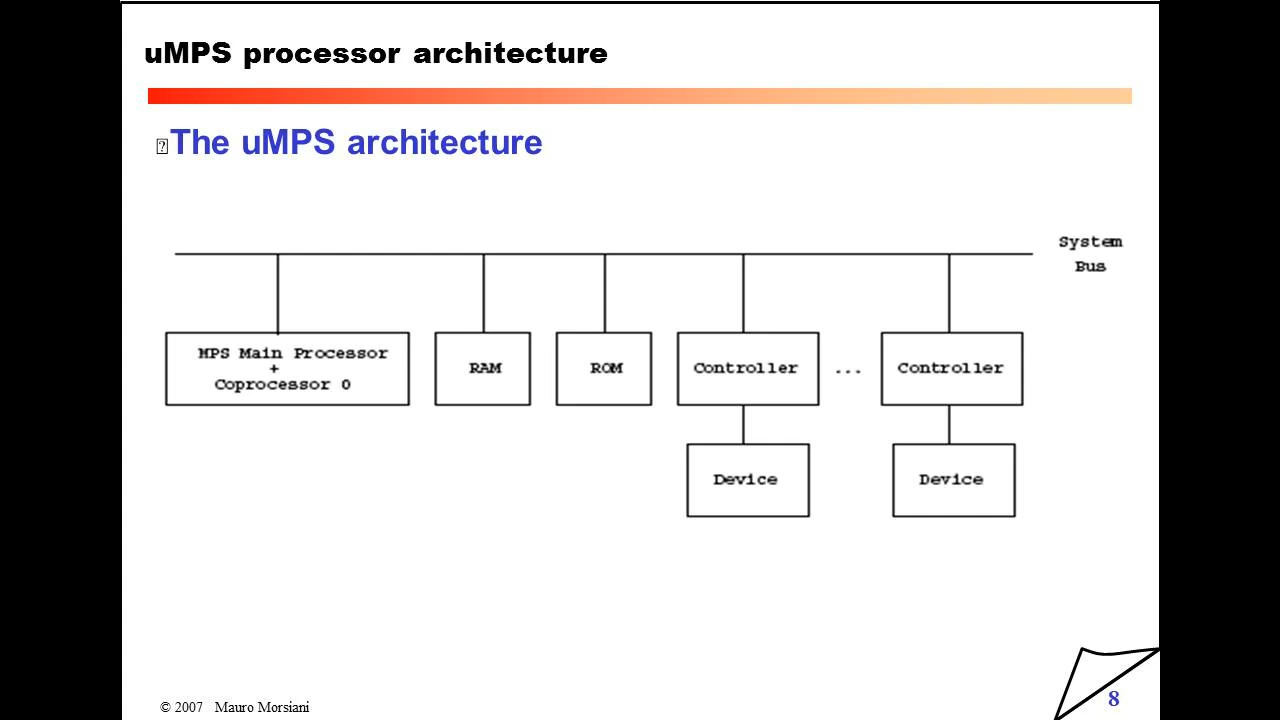 uMPS processor architecture
The uMPS architecture
System
Bus
MPS Main Processor
+
Coprocessor 0
RAM
ROM
Controller
...
Controller
Device
Device
© 2007 Mauro Morsiani
8